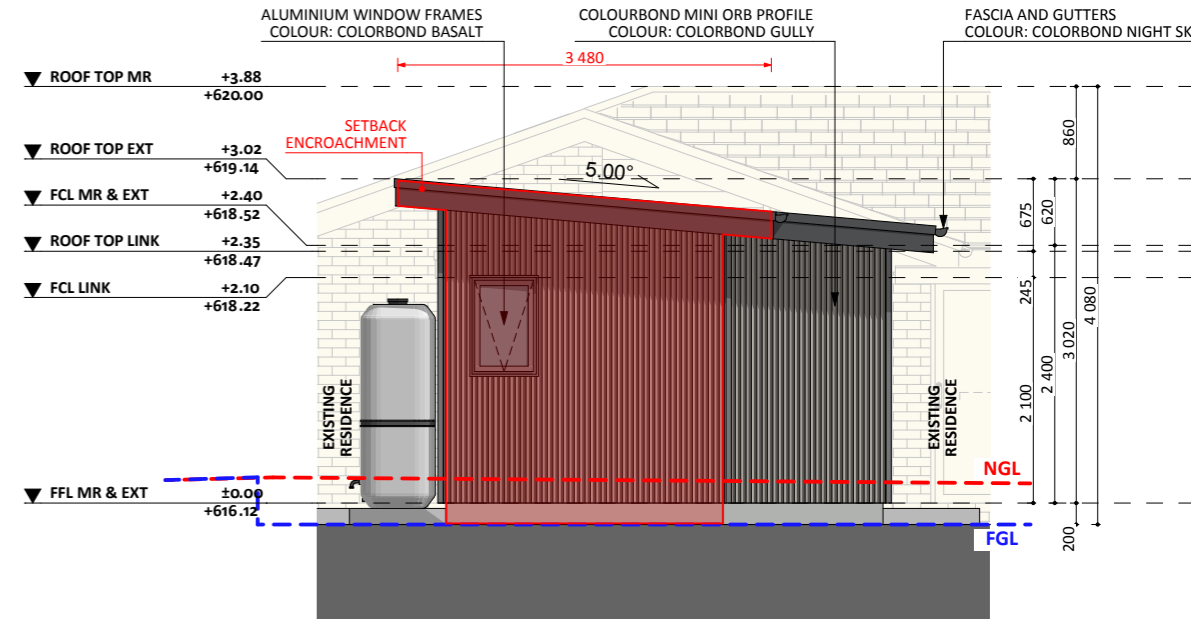 ALUMINIUM WINDOW FRAMES
COLOUR: COLORBOND BASALT
COLOURBOND MINI ORB PROFILE
COLOUR: COLORBOND GULLY
FASCIA AND GUTTERS
COLOUR: COLORBOND NIGHT SK
3 480
ROOF TOP MR +3.88
+620.00
SETBACK
ENCROACHMENT
ROOF TOP EXT +3.02
+619.14
5.00°
FCL MR & EXT +2.40
+618.52
ROOF TOP LINK +2.35
+618.47
FCL LINK +2.10
+618.22
EXISTING
RESIDENCE
EXISTING
RESIDENCE
FFL MR & EXT ±0.00
+616.12
NGL
FGL
860
675
620
245
2 100
2 400
3 020
4 080
200